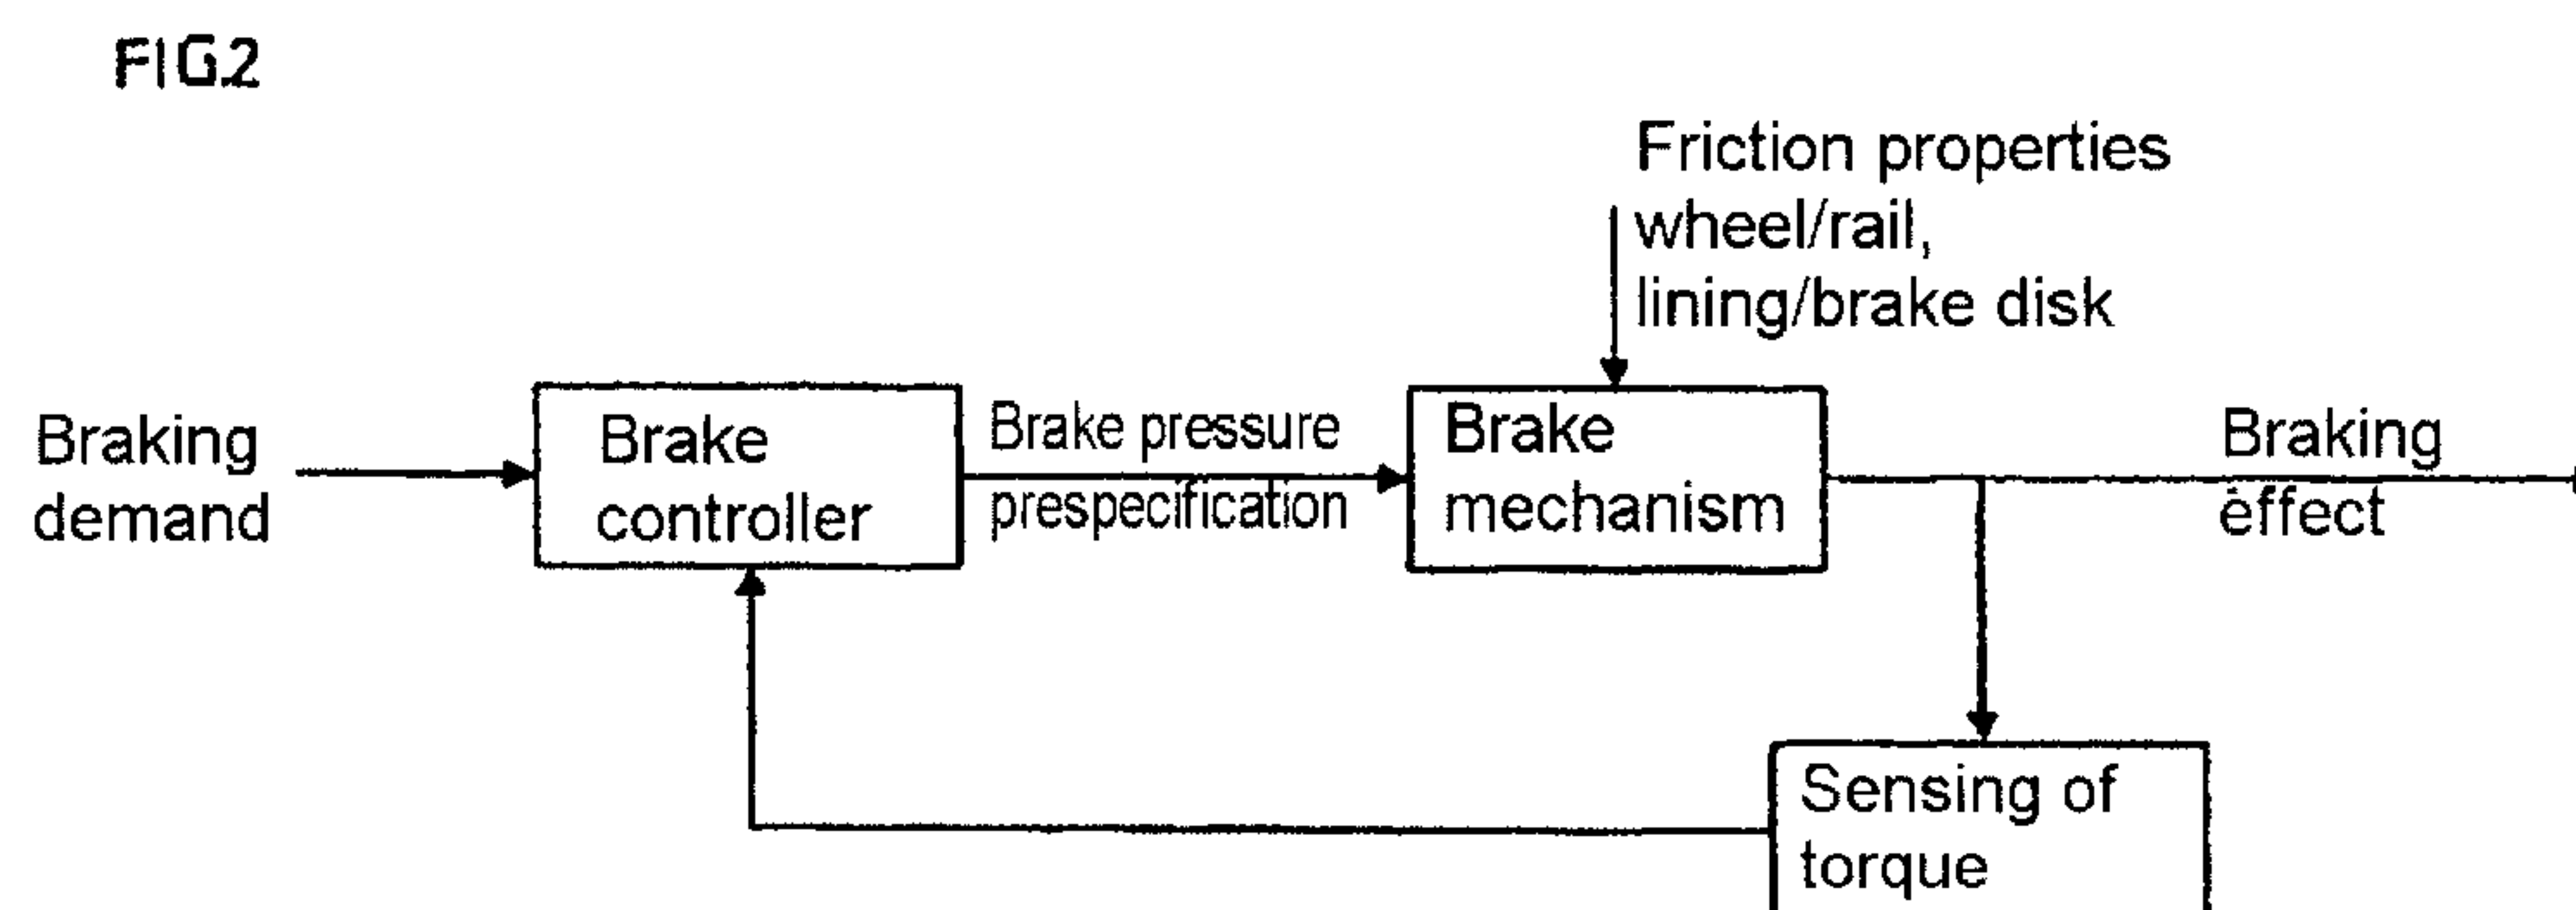 FIG.2
Friction properties
wheel/rail,
lining/brake disk
Braking
demand
Brake
controller
Brake pressure
prespecification
Brake
mechanism
Braking
effect
Sensing of
torque